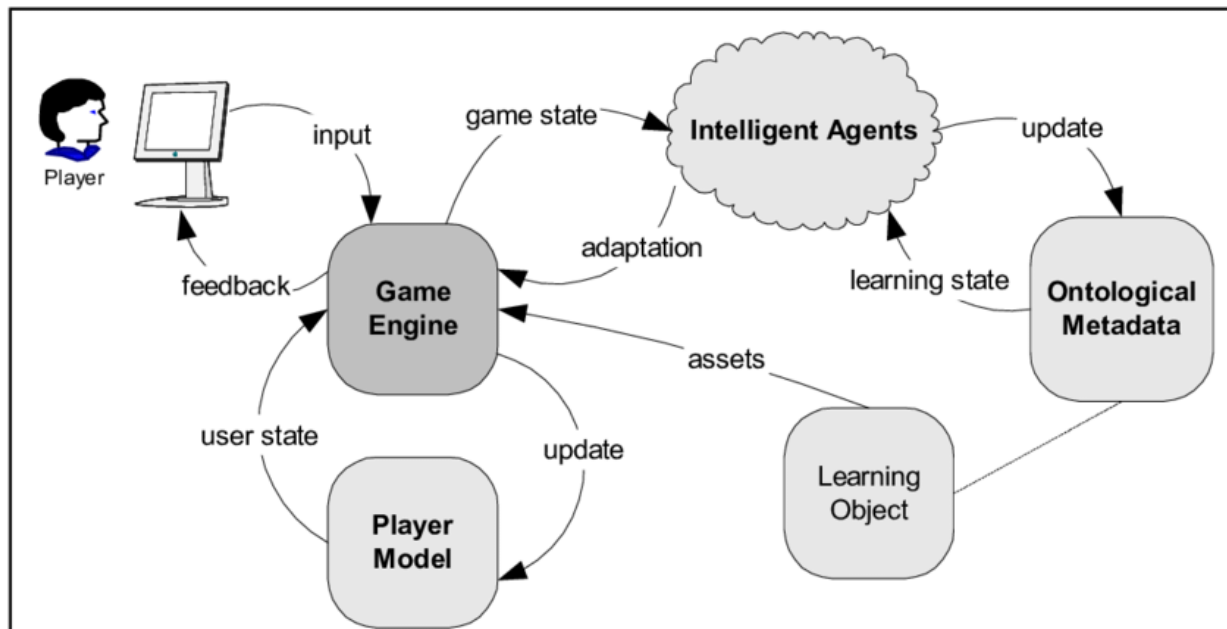 Player
input
game state
Intelligent Agents
update
feedback
adaptation
learning state
Game
Engine
Ontological
Metadata
assets
user state
update
Learning
Object
Player
Model